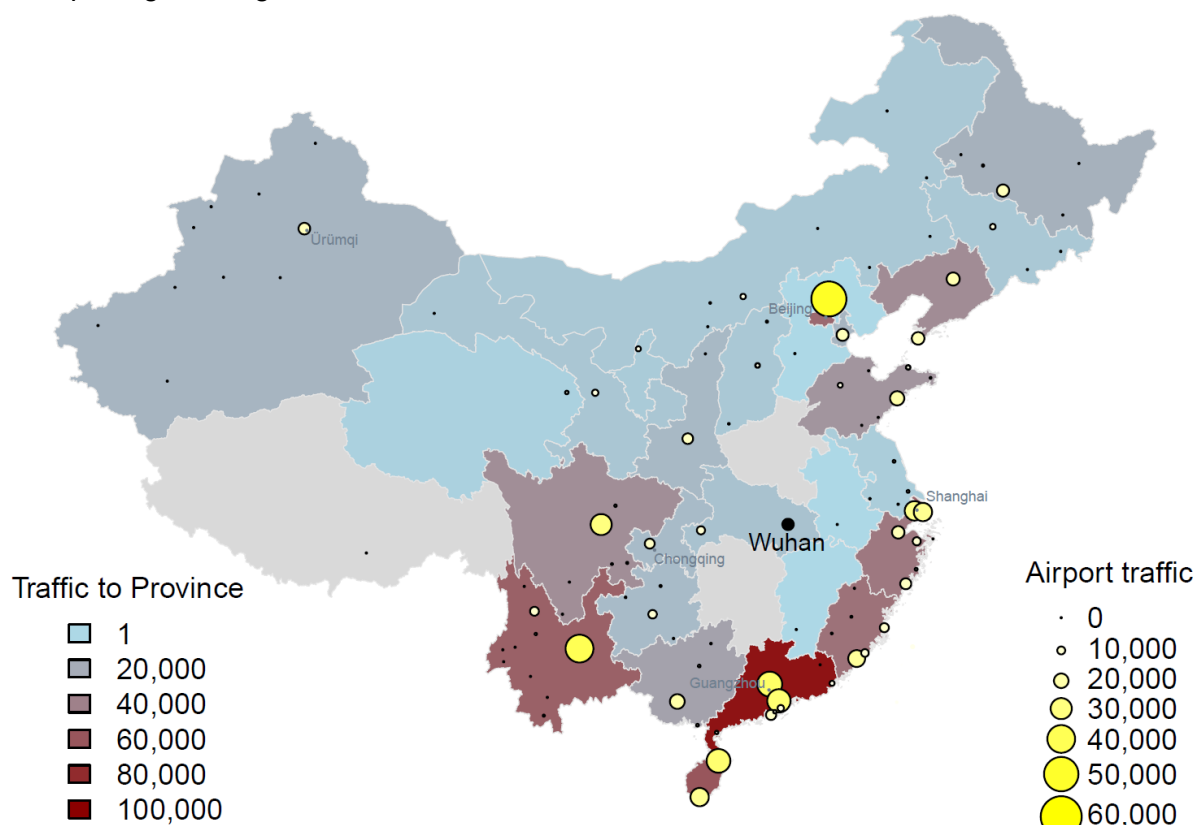 Ürümqi
Beijing
Shanghai
Wuhan
Chongqing
Guangzhou
Traffic to Province
1
20,000
40,000
60,000
80,000
100,000
Airport traffic
0
10,000
20,000
30,000
40,000
50,000
60,000